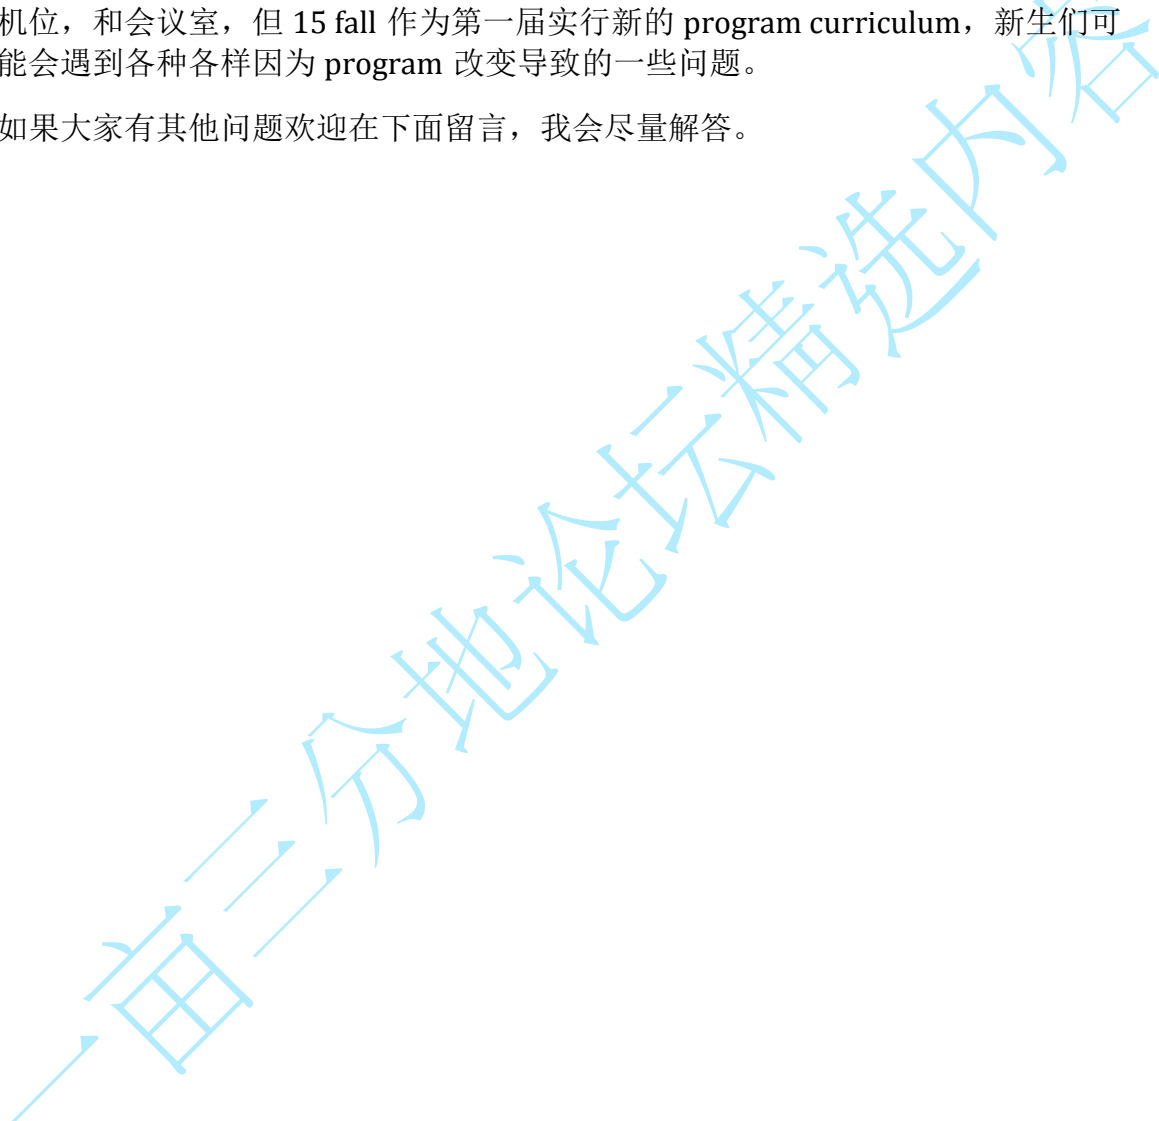 机位，和会议室，但 15 fall 作为第一届实行新的 program curriculum，新生们可
能会遇到各种各样因为 program 改变导致的一些问题。
如果大家有其他问题欢迎在下面留言，我会尽量解答。
一亩三分地论坛精选内容